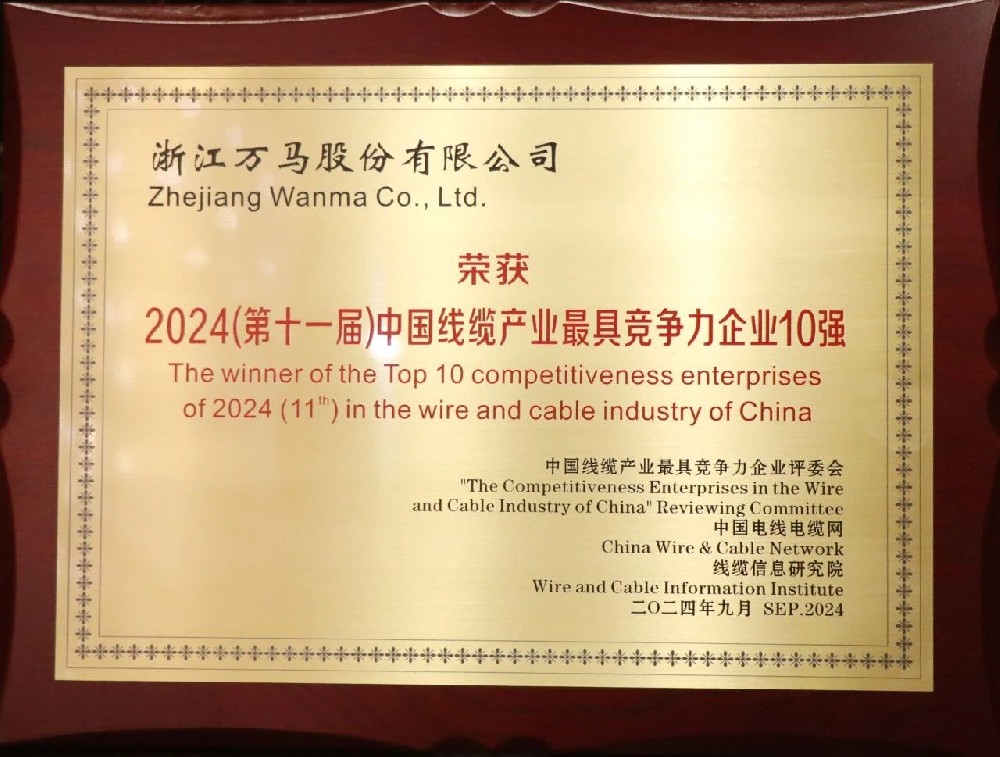 浙江万马股份有限公司
Zhejiang Wanma Co., Ltd.
荣获
2024(第十一届)中国线缆产业最具竞争力企业10强
The winner of the Top 10 competitiveness enterprises
of 2024 (11th) in the wire and cable industry of China
中国线缆产业最具竞争力企业评委会
"The Competitiveness Enterprises in the Wire
and Cable Industry of China" Reviewing Committee
中国电线电缆网
China Wire & Cable Network
线缆信息研究院
Wire and Cable Information Institute
二〇二四年九月 SEP.2024